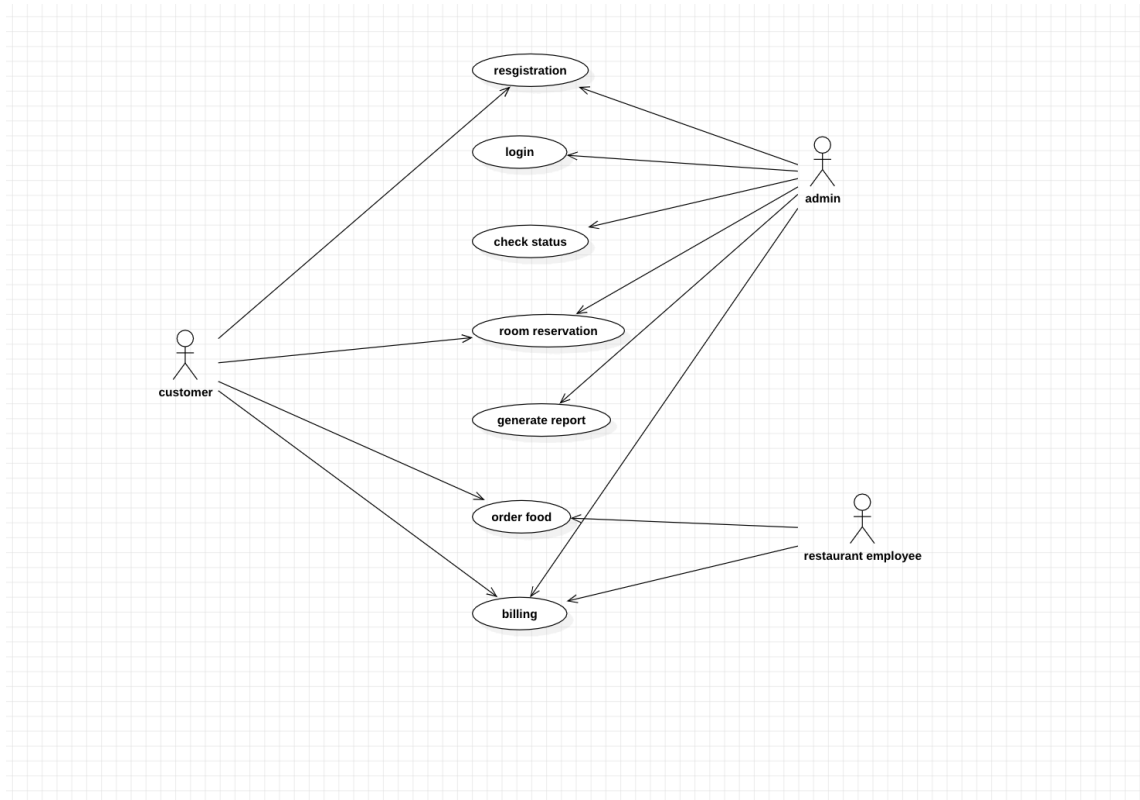 resgistration
login
admin
check status
room reservation
customer
generate report
order food
restaurant employee
billing